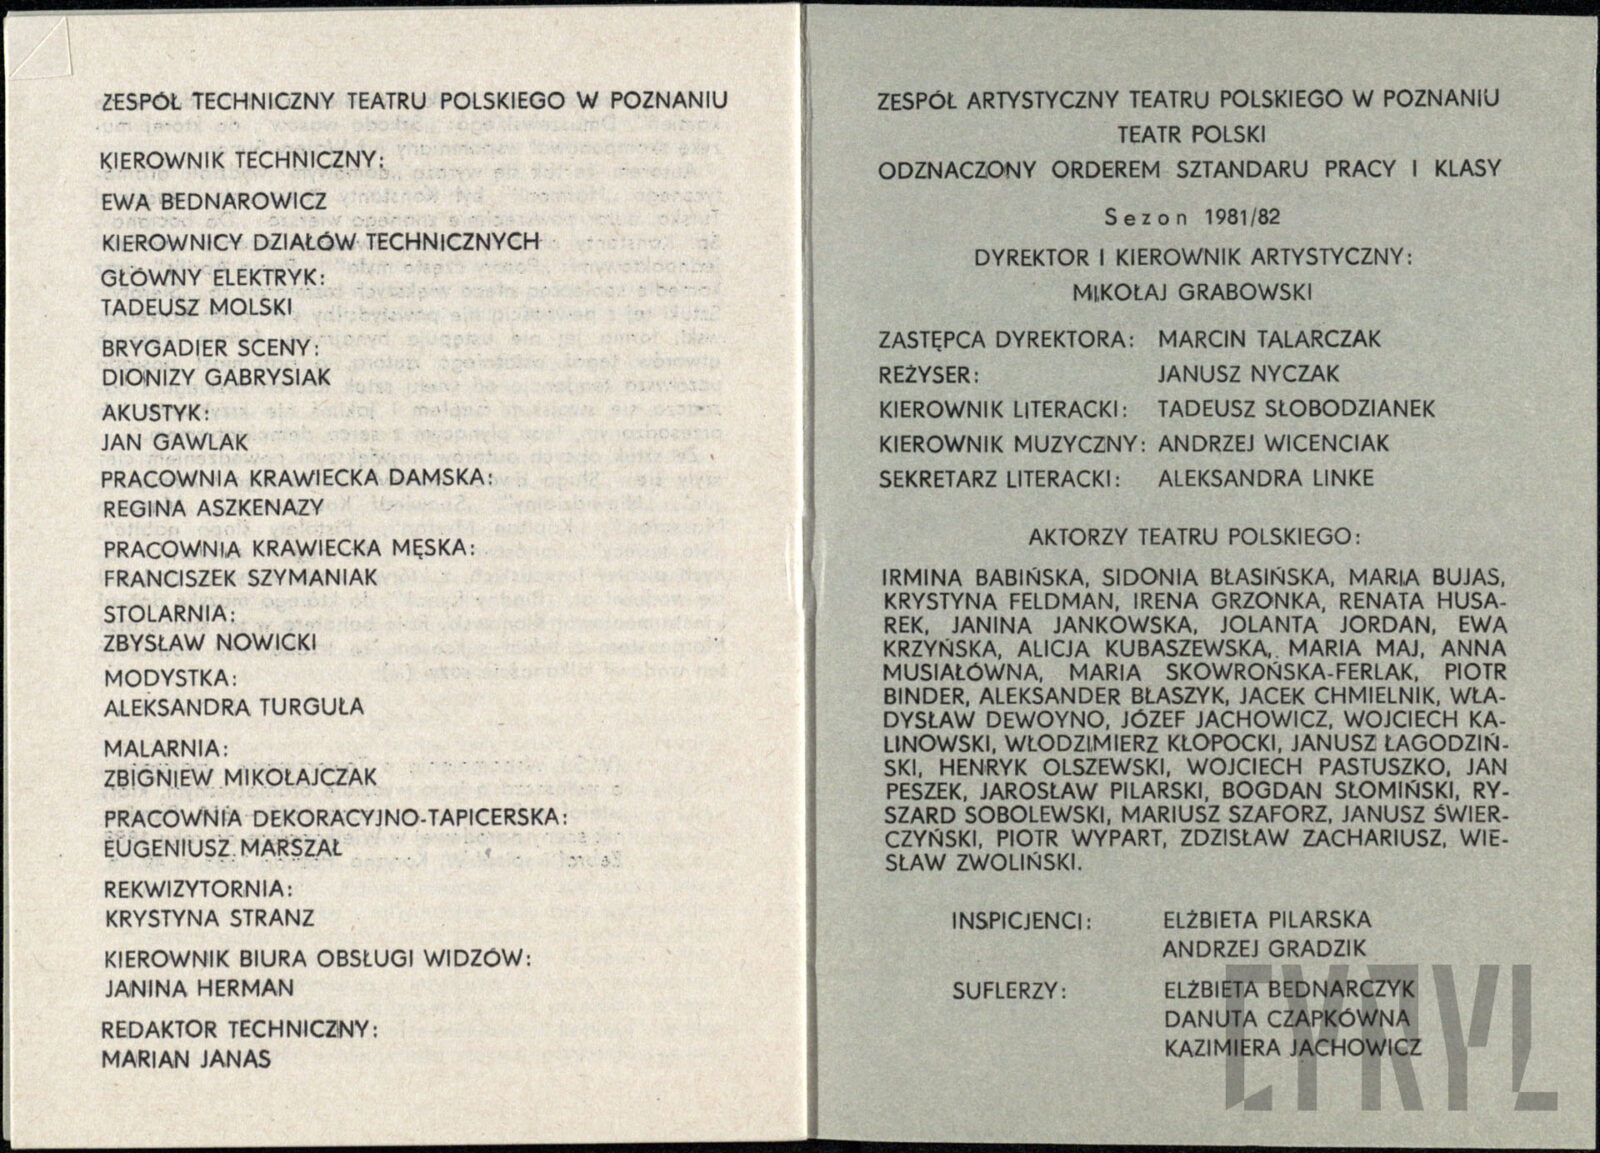 ZESPÓŁ TECHNICZNY TEATRU POLSKIEGO W POZNANIU
KIEROWNIK TECHNICZNY:
EWA BEDNAROWICZ
KIEROWNICY DZIAŁÓW TECHNICZNYCH
GŁÓWNY ELEKTRYK:
TADEUSZ MOLSKI
BRYGADIER SCENY:
DIONIZY GABRYSIAK
AKUSTYK:
JAN GAWLAK
PRACOWNIA KRAWIECKA DAMSKA:
REGINA ASZKENAZY
PRACOWNIA KRAWIECKA MĘSKA:
FRANCISZEK SZYMANIAK
STOLARNIA:
ZBYSŁAW NOWICKI
MODYSTKA:
ALEKSANDRA TURGUŁA
MALARNIA:
ZBIGNIEW MIKOŁAJCZAK
PRACOWNIA DEKORACYJNO-TAPICERSKA:
EUGENIUSZ MARSZAŁ
REKWIZYTORNIA:
KRYSTYNA STRANZ
KIEROWNIK BIURA OBSŁUGI WIDZÓW:
JANINA HERMAN
REDAKTOR TECHNICZNY:
MARIAN JANAS
ZESPÓŁ ARTYSTYCZNY TEATRU POLSKIEGO W POZNANIU
TEATR POLSKI
ODZNACZONY ORDEREM SZTANDARU PRACY I KLASY
Sezon 1981/82
DYREKTOR I KIEROWNIK ARTYSTYCZNY:
MIKOŁAJ GRABOWSKI
ZASTĘPCA DYREKTORA: MARCIN TALARCZAK
REŻYSER: JANUSZ NYCZAK
KIEROWNIK LITERACKI: TADEUSZ SŁOBODZIANEK
KIEROWNIK MUZYCZNY: ANDRZEJ WICENCIAK
SEKRETARZ LITERACKI: ALEKSANDRA LINKE
AKTORZY TEATRU POLSKIEGO:
IRMINA BABIŃSKA, SIDONIA BŁASIŃSKA, MARIA BUJAS,
KRYSTYNA FELDMAN, IRENA GRZONKA, RENATA HUSA-
REK, JANINA JANKOWSKA, JOLANTA JORDAN, EWA
KRZYŃSKA, ALICJA KUBASZEWSKA, MARIA MAJ, ANNA
MUSIAŁÓWNA, MARIA SKOWROŃSKA-FERLAK, PIOTR
BINDER, ALEKSANDER BŁASZYK, JACEK CHMIELNIK, WŁA-
DYSŁAW DEWOYNO, JÓZEF JACHOWICZ, WOJCIECH KA-
LINOWSKI, WŁODZIMIERZ KŁOPOCKI, JANUSZ ŁAGODZIŃ-
SKI, HENRYK OLSZEWSKI, WOJCIECH PASTUSZKO, JAN
PESZEK, JAROSŁAW PILARSKI, BOGDAN SŁOMIŃSKI, RY-
SZARD SOBOLEWSKI, MARIUSZ SZAFORZ, JANUSZ ŚWIER-
CZYŃSKI, PIOTR WYPART, ZDZISŁAW ZACHARIUSZ, WIE-
SŁAW ZWOLIŃSKI.
INSPICJENCI: ELŻBIETA PILARSKA
ANDRZEJ GRADZIK
SUFLERZY: ELŻBIETA BEDNARCZYK
DANUTA CZAPKÓWNA
KAZIMIERA JACHOWICZ
CYRYL